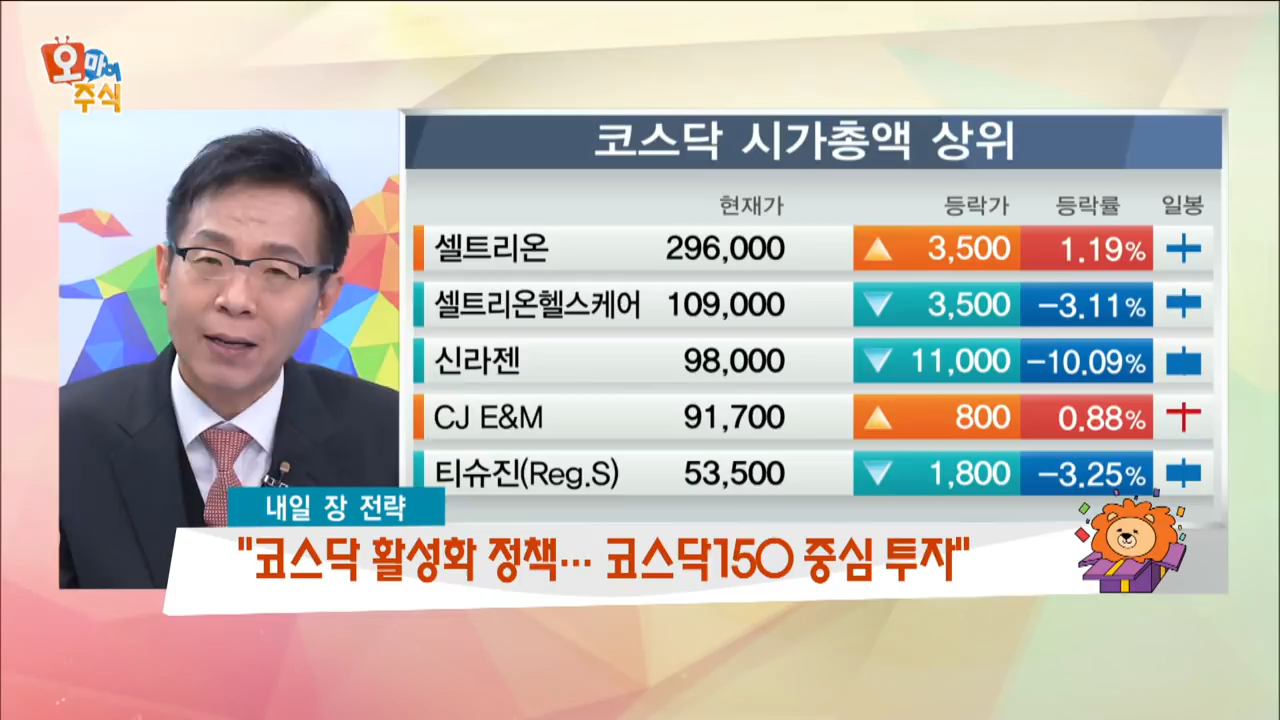 오 마이
주식
코스닥 시가총액 상위
현재가 등락가 등락률 일봉
셀트리온 296,000 3,500 1.19%
셀트리온헬스케어 109,000 3,500 -3.11%
신라젠 98,000 11,000 -10.09%
CJ E&M 91,700 800 0.88%
티슈진(Reg.S) 53,500 1,800 -3.25%
내일 장 전략
"코스닥 활성화 정책… 코스닥150 중심 투자"